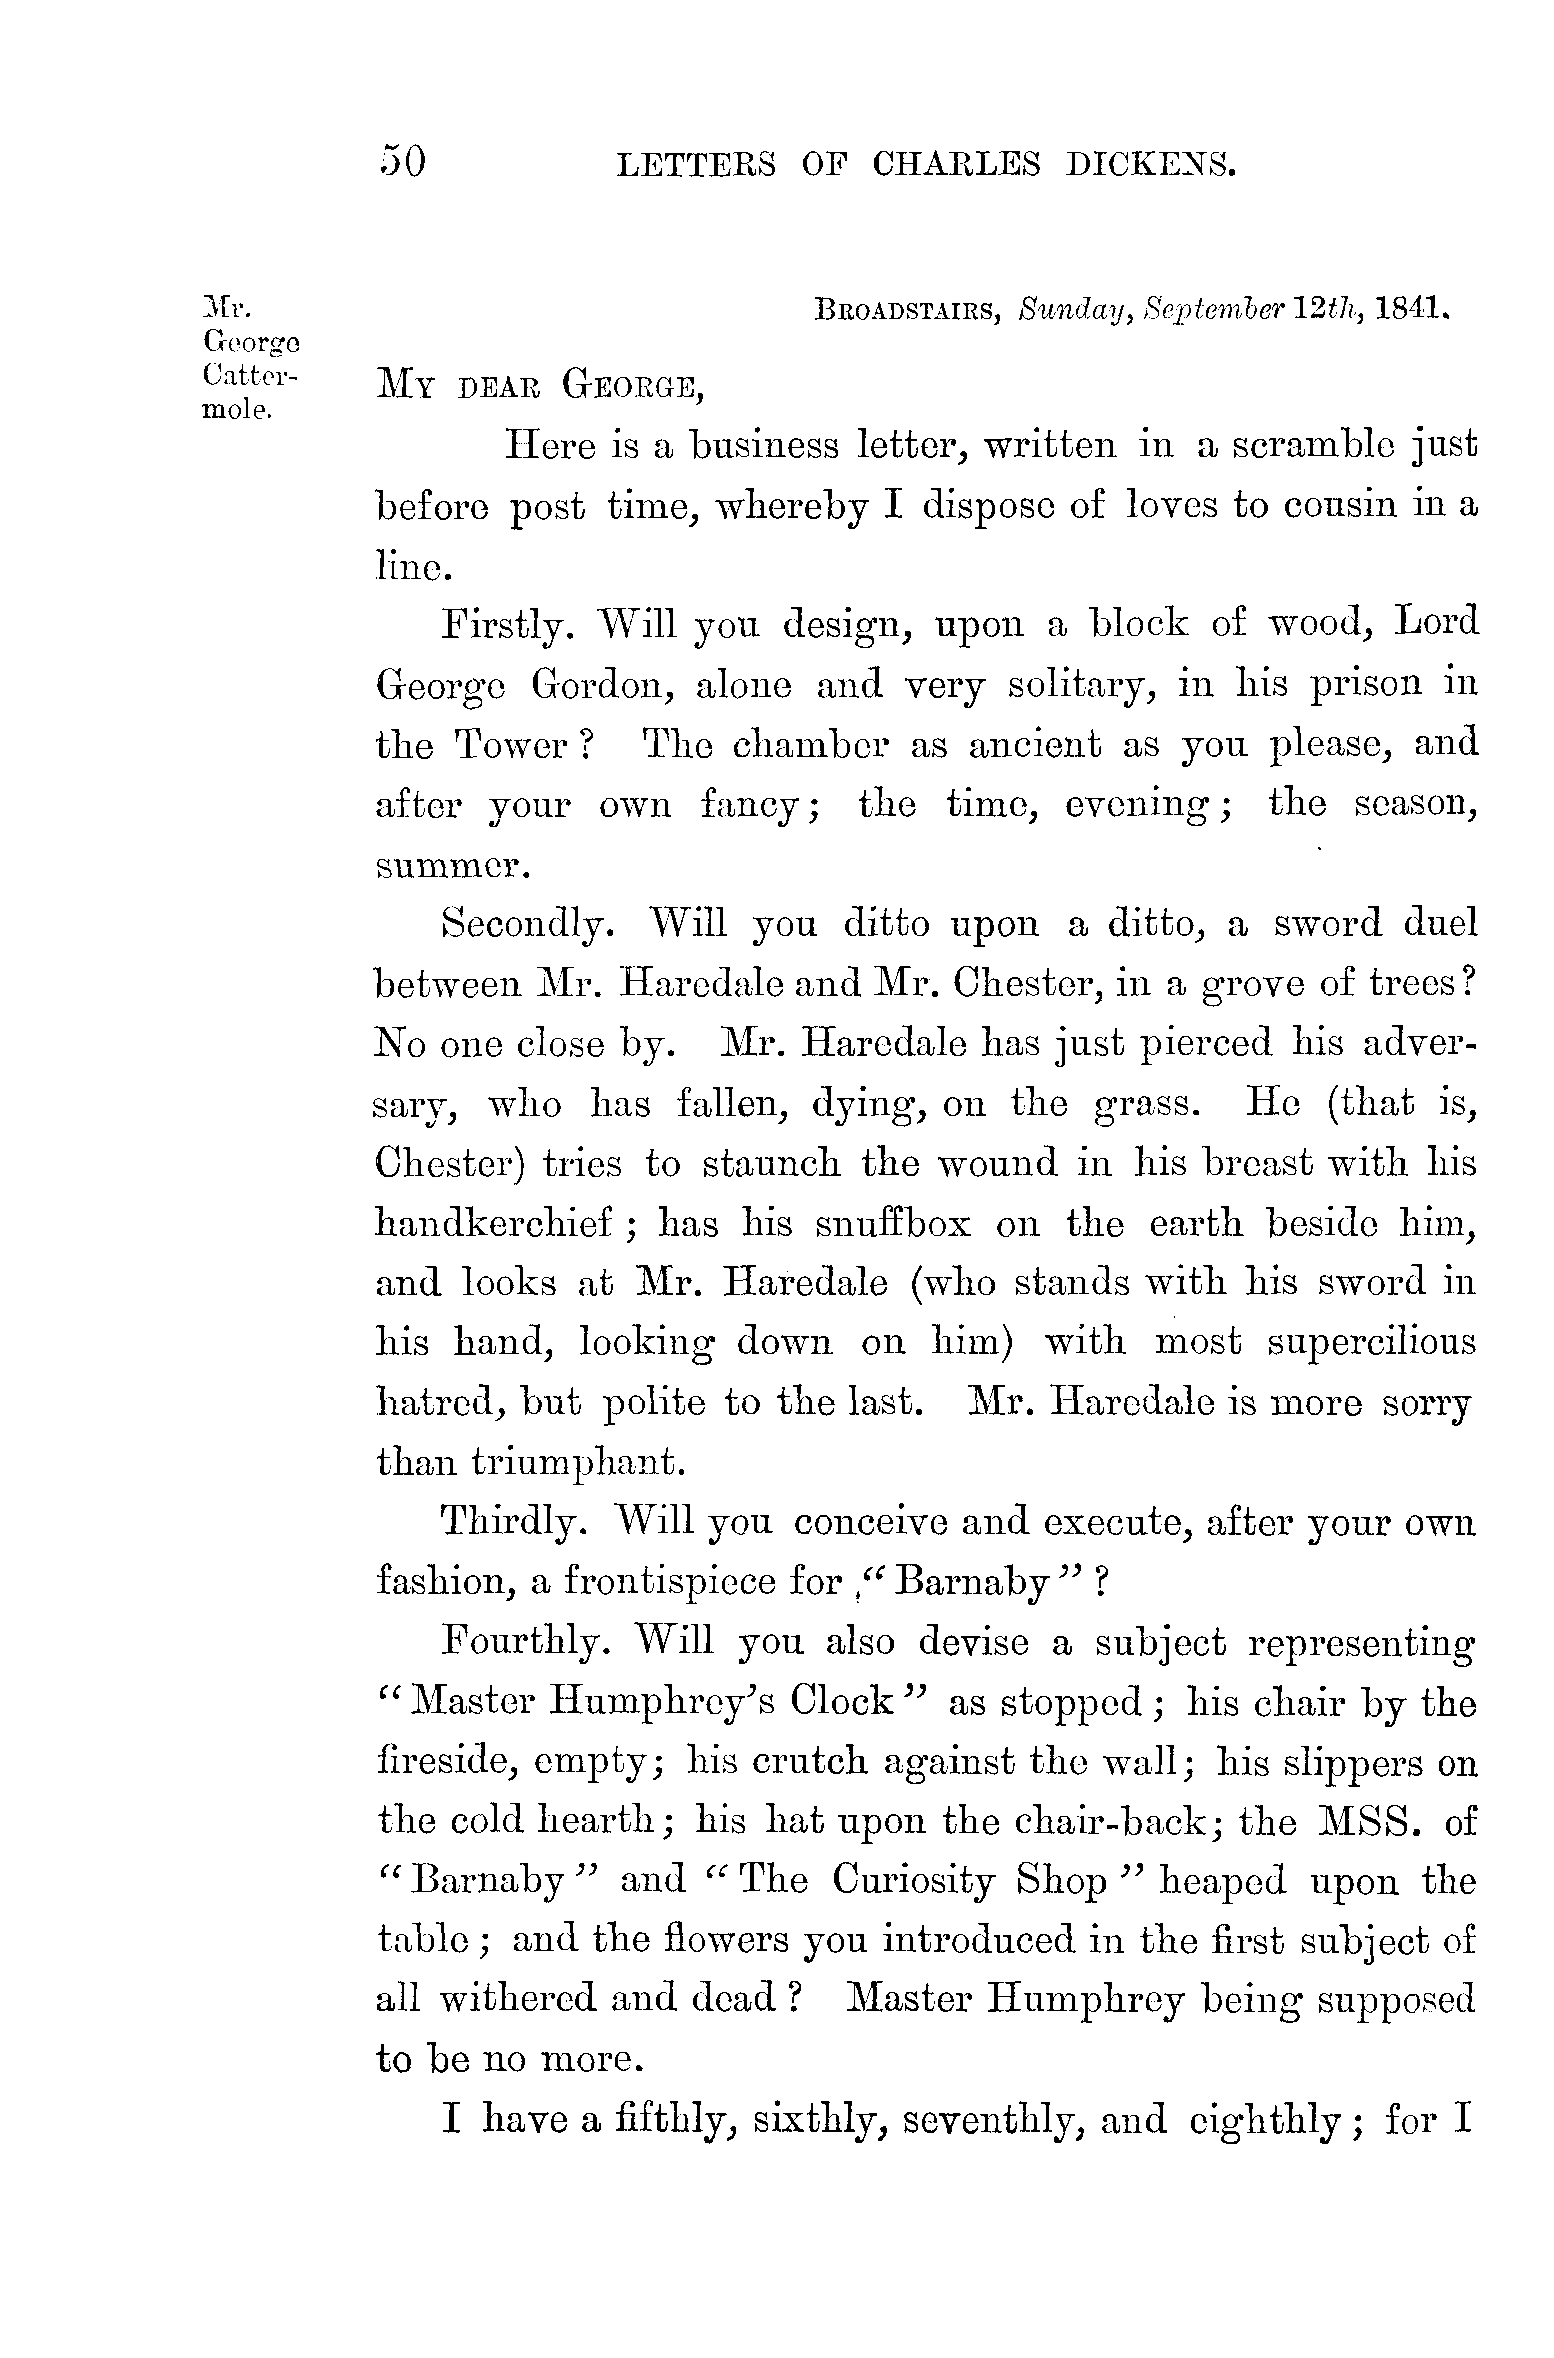 50 LETTERS OF CHARLES DICKENS.
Mr.
George
Catter-
mole.
BROADSTAIRS, Sunday, September 12th, 1841.
MY DEAR GEORGE,
Here is a business letter, written in a scramble just
before post time, whereby I dispose of loves to cousin in a
line.
Firstly. Will you design, upon a block of wood, Lord
George Gordon, alone and very solitary, in his prison in
the Tower? The chamber as ancient as you please, and
after your own fancy; the time, evening; the season,
summer.
Secondly. Will you ditto upon a ditto, a sword duel
between Mr. Haredale and Mr. Chester, in a grove of trees?
No one close by. Mr. Haredale has just pierced his adver-
sary, who has fallen, dying, on the grass. He (that is,
Chester) tries to staunch the wound in his breast with his
handkerchief; has his snuffbox on the earth beside him,
and looks at Mr. Haredale (who stands with his sword in
his hand, looking down on him) with most supercilious
hatred, but polite to the last. Mr. Haredale is more sorry
than triumphant.
Thirdly. Will you conceive and execute, after your own
fashion, a frontispiece for "Barnaby"?
Fourthly. Will you also devise a subject representing
"Master Humphrey's Clock" as stopped; his chair by the
fireside, empty; his crutch against the wall; his slippers on
the cold hearth; his hat upon the chair-back; the MSS. of
"Barnaby" and "The Curiosity Shop" heaped upon the
table; and the flowers you introduced in the first subject of
all withered and dead? Master Humphrey being supposed
to be no more.
I have a fifthly, sixthly, seventhly, and eighthly; for I